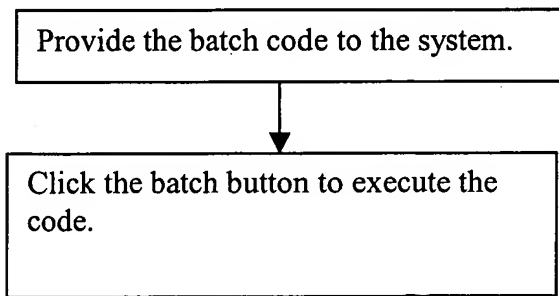 Provide the batch code to the system.
Click the batch button to execute the
code.